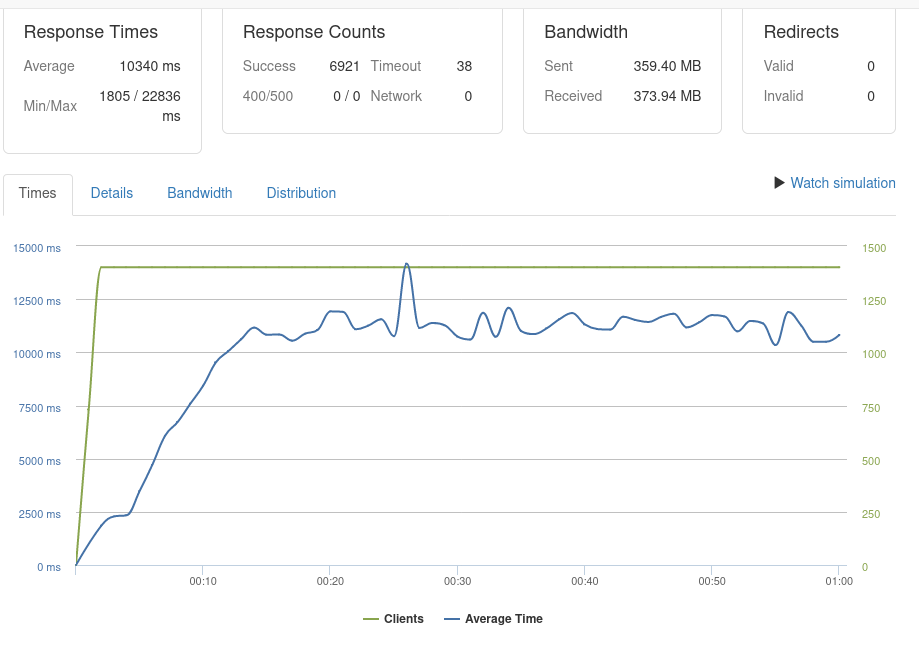 Response Times
Average 10340 ms
Min/Max 1805 / 22836 ms
Response Counts
Success 6921 Timeout 38
400/500 0 / 0 Network 0
Bandwidth
Sent 359.40 MB
Received 373.94 MB
Redirects
Valid 0
Invalid 0
Times Details Bandwidth Distribution
Watch simulation
15000 ms 1500
12500 ms 1250
10000 ms 1000
7500 ms 750
5000 ms 500
2500 ms 250
0 ms 0
00:10 00:20 00:30 00:40 00:50 01:00
Clients Average Time